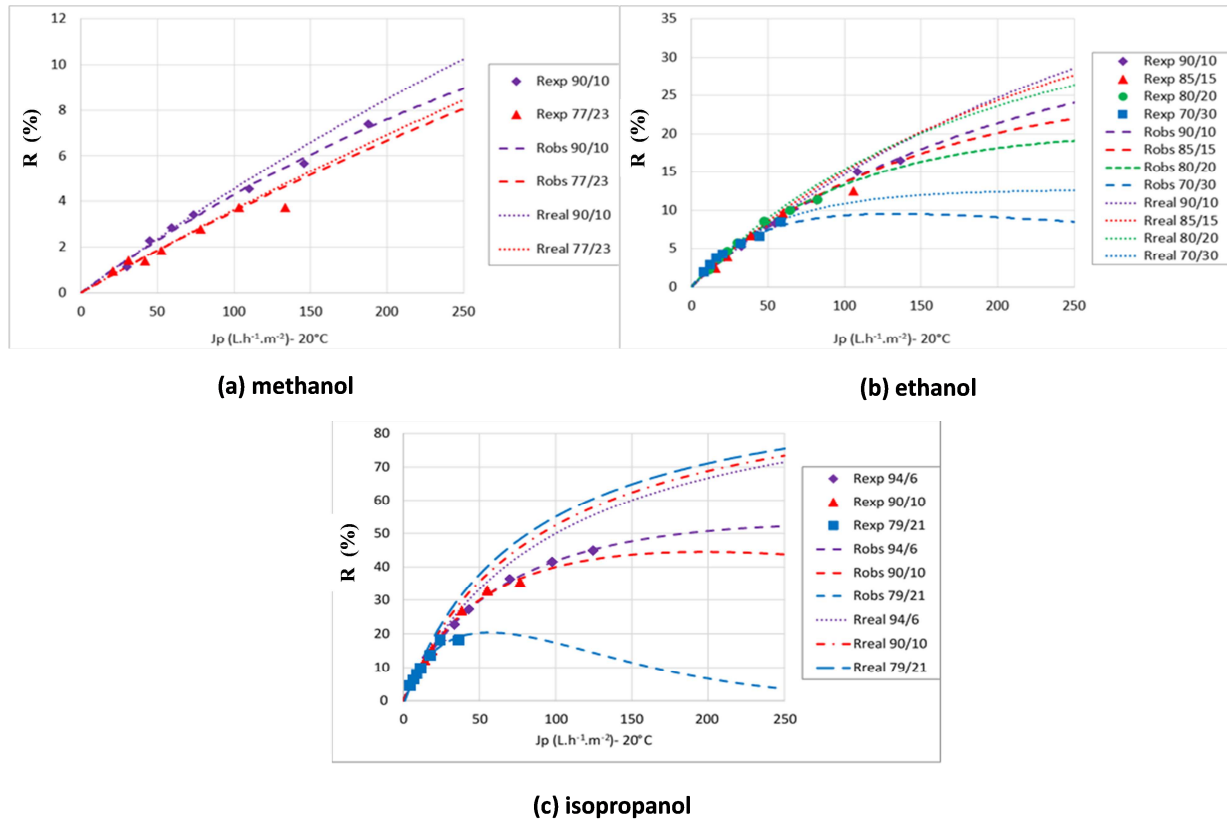 12
10
8
6
4
2
0
R (%)
0 50 100 150 200 250
Jp (L.h⁻¹.m⁻²)- 20°C
Rexp 90/10
Rexp 77/23
Robs 90/10
Robs 77/23
Rreal 90/10
Rreal 77/23
(a) methanol
35
30
25
20
15
10
5
0
R (%)
0 50 100 150 200 250
Jp (L.h⁻¹.m⁻²)- 20°C
Rexp 90/10
Rexp 85/15
Rexp 80/20
Rexp 70/30
Robs 90/10
Robs 85/15
Robs 80/20
Robs 70/30
Rreal 90/10
Rreal 85/15
Rreal 80/20
Rreal 70/30
(b) ethanol
80
70
60
50
40
30
20
10
0
R (%)
0 50 100 150 200 250
Jp (L.h⁻¹.m⁻²)- 20°C
Rexp 94/6
Rexp 90/10
Rexp 79/21
Robs 94/6
Robs 90/10
Robs 79/21
Rreal 94/6
Rreal 90/10
Rreal 79/21
(c) isopropanol